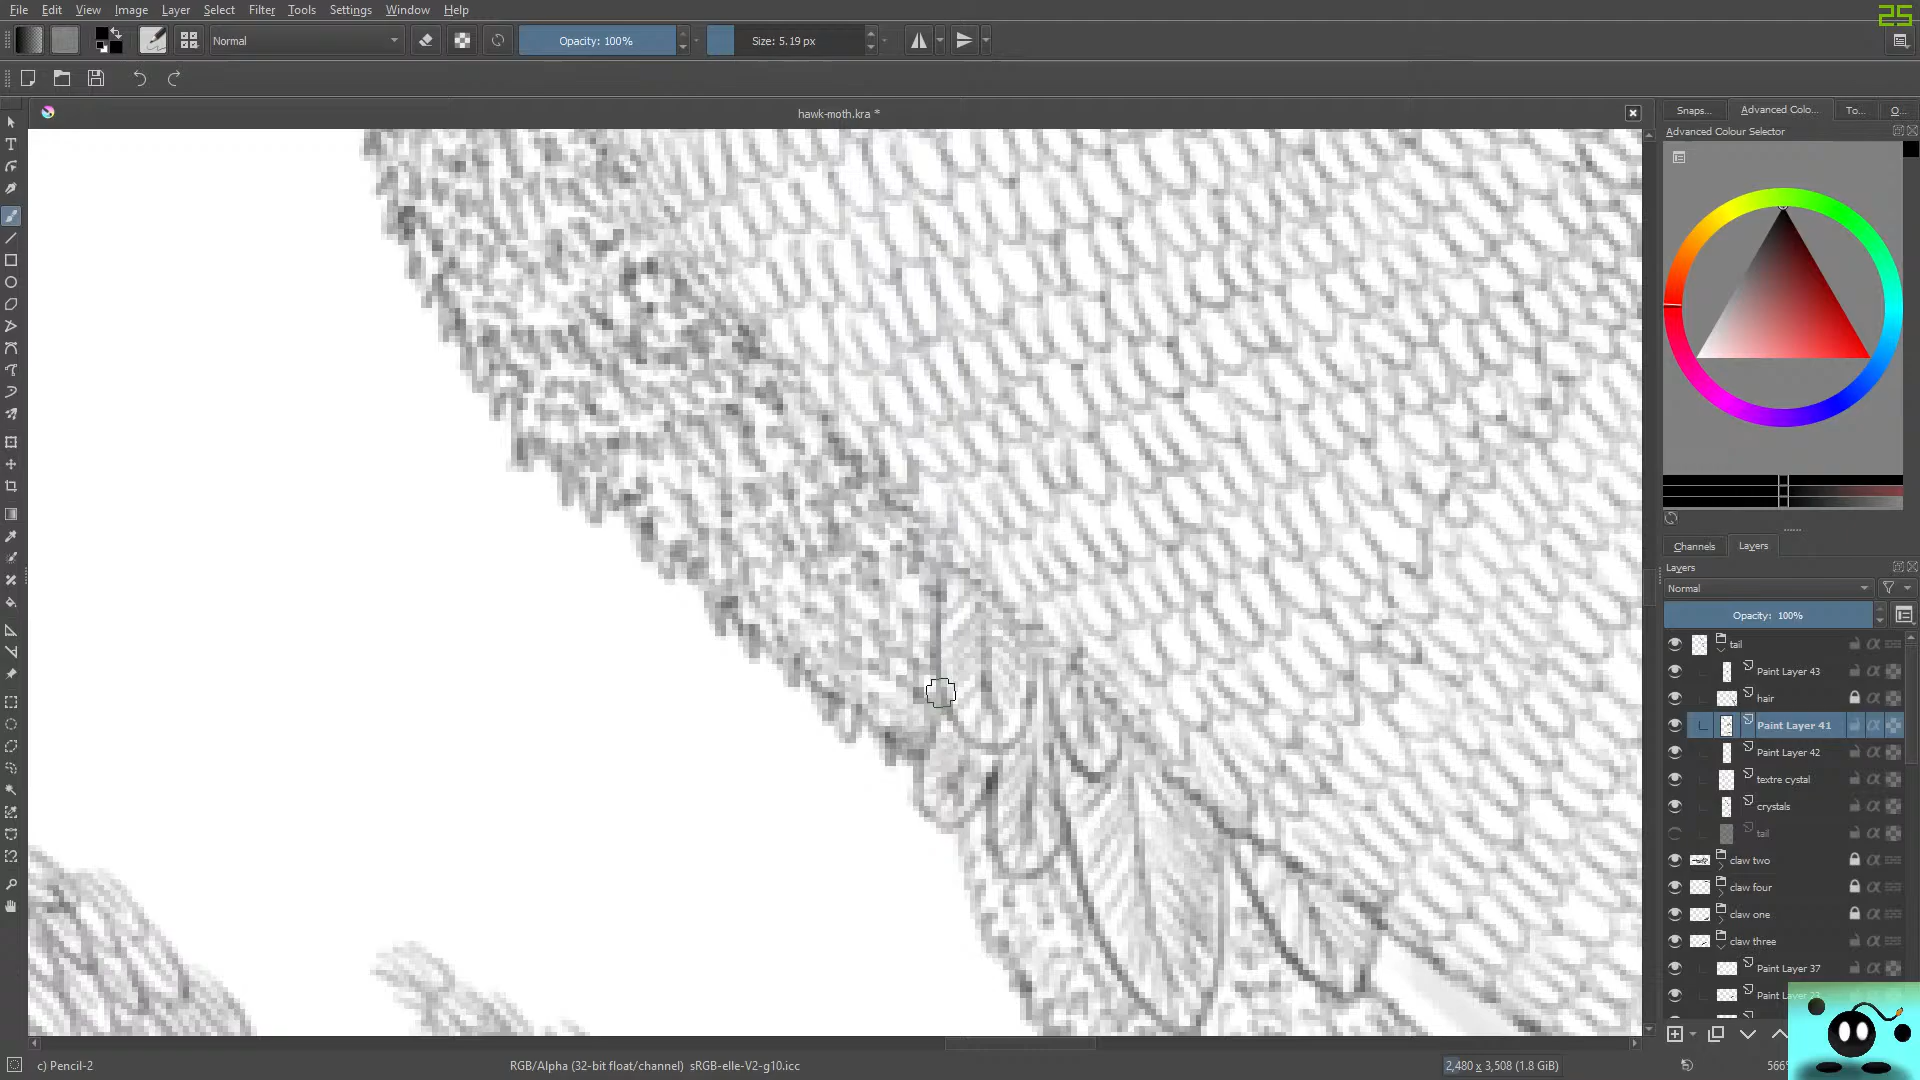 File Edit View Image Layer Select Filter Tools Settings Window Help
25
Normal
Opacity: 100%
Size: 5.19 px
hawk-moth.kra *
Snaps... Advanced Colo... To... O...
Advanced Colour Selector
Channels Layers
Layers
Normal
Opacity: 100%
tail
Paint Layer 43
hair
Paint Layer 41
Paint Layer 42
textre cystal
crystals
tail
claw two
claw four
claw one
claw three
Paint Layer 37
Paint Layer
c) Pencil-2
RGB/Alpha (32-bit float/channel) sRGB-elle-V2-g10.icc
2,480 x 3,508 (1.8 GiB)